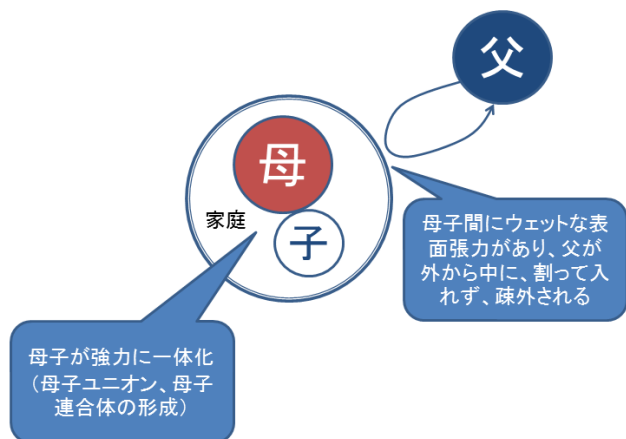 父
母
家庭
子
母子間にウェットな表
面張力があり、父が
外から中に、割って入
れず、疎外される
母子が強力に一体化
（母子ユニオン、母子
連合体の形成）